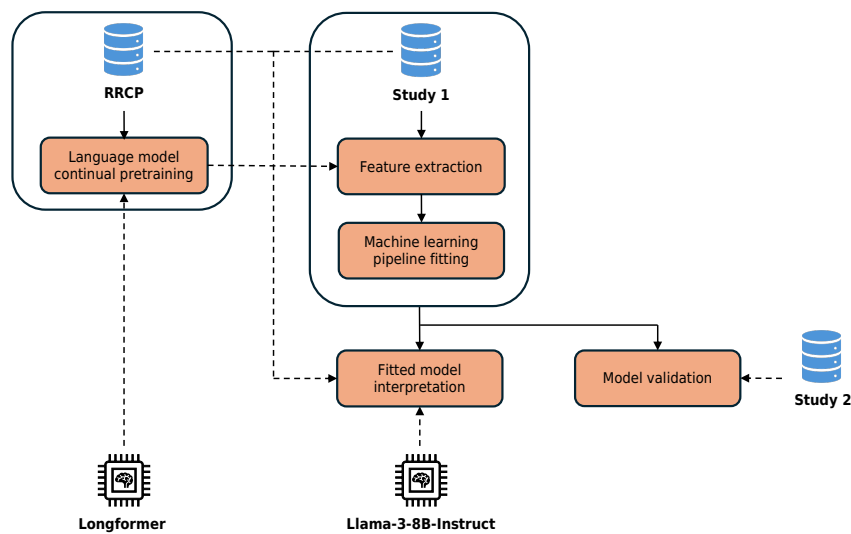 RRCP
Study 1
Language model
continual pretraining
Feature extraction
Machine learning
pipeline fitting
Fitted model
interpretation
Model validation
Study 2
Longformer
Llama-3-8B-Instruct